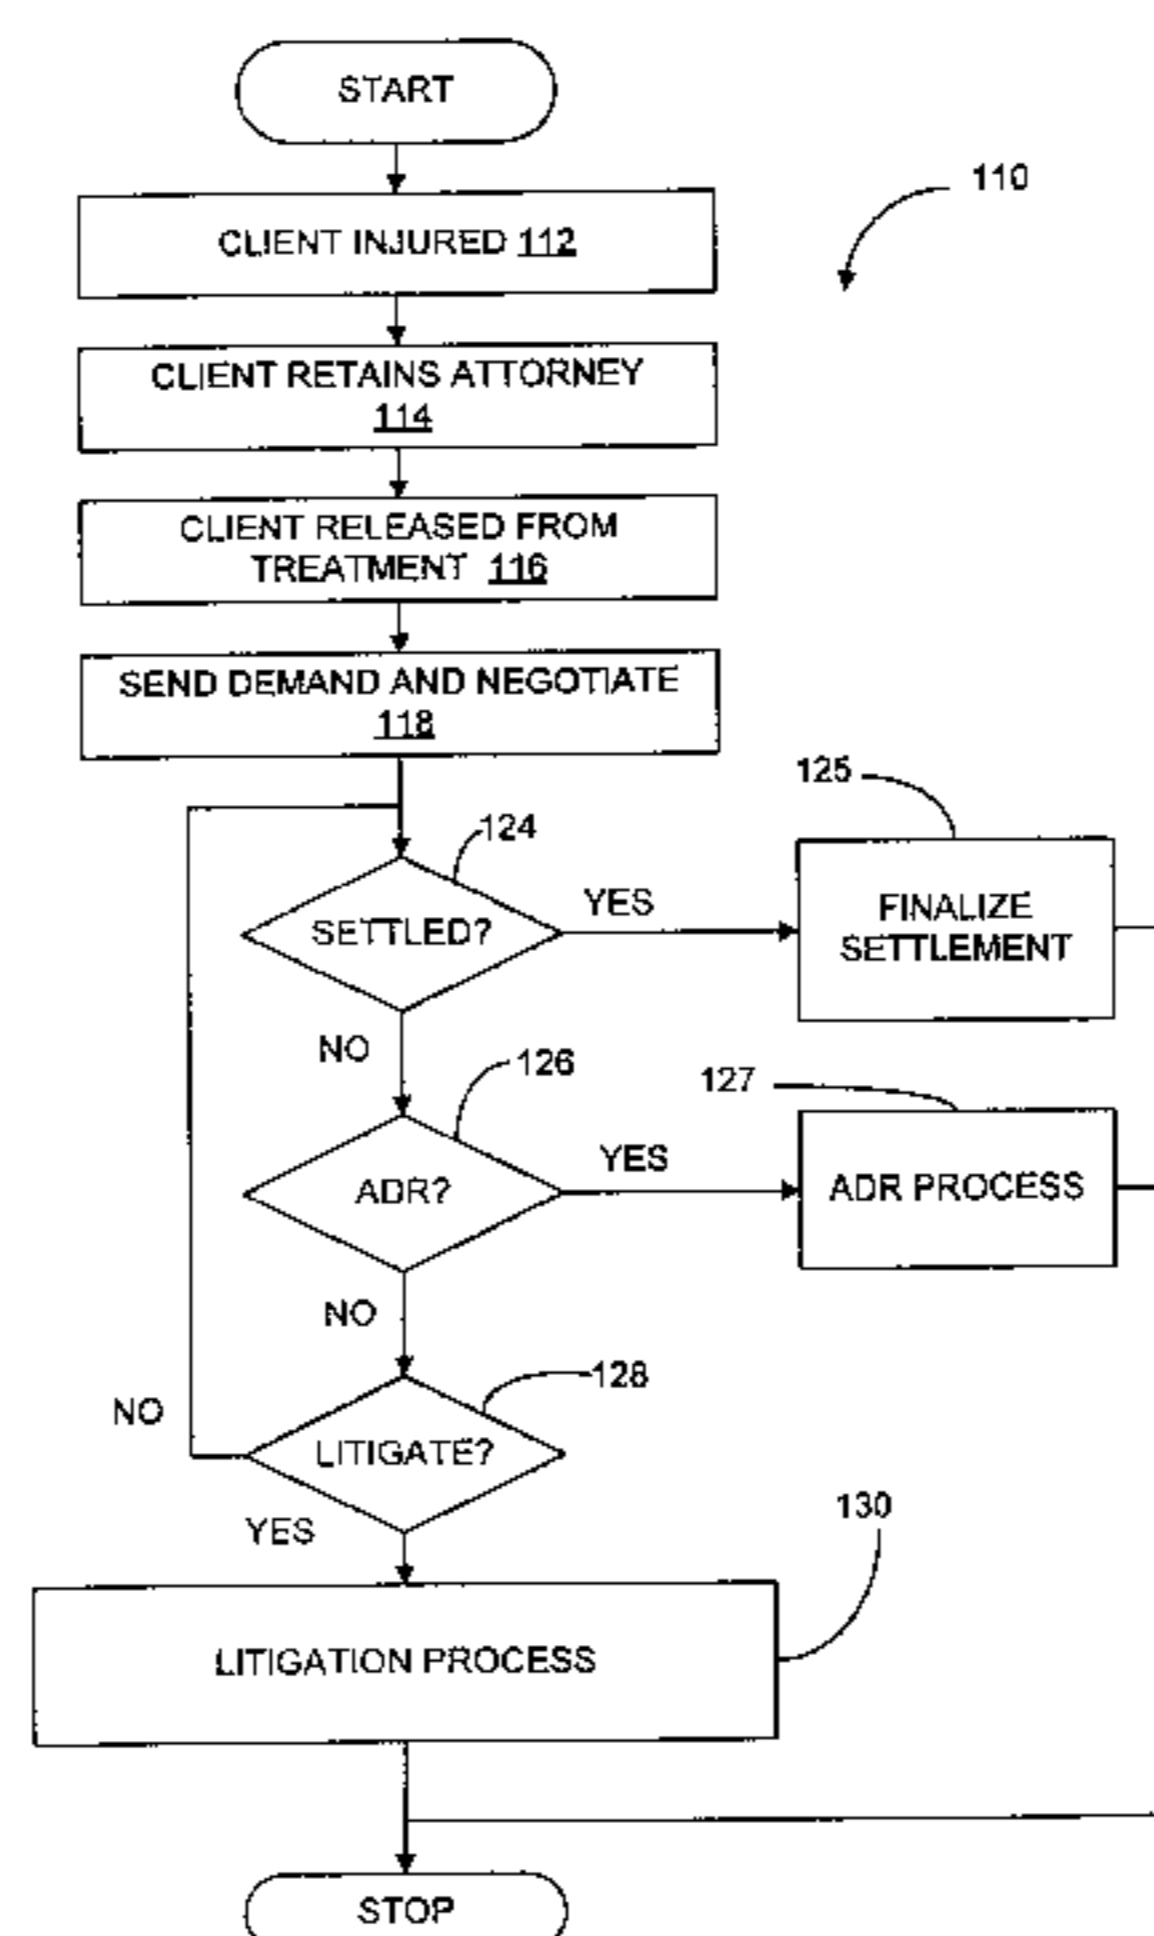 START
110
CLIENT INJURED 112
CLIENT RETAINS ATTORNEY
114
CLIENT RELEASED FROM
TREATMENT 116
SEND DEMAND AND NEGOTIATE
118
125
124
SETTLED?
YES
FINALIZE
SETTLEMENT
NO
126
127
ADR?
YES
ADR PROCESS
NO
128
NO
LITIGATE?
YES
130
LITIGATION PROCESS
STOP